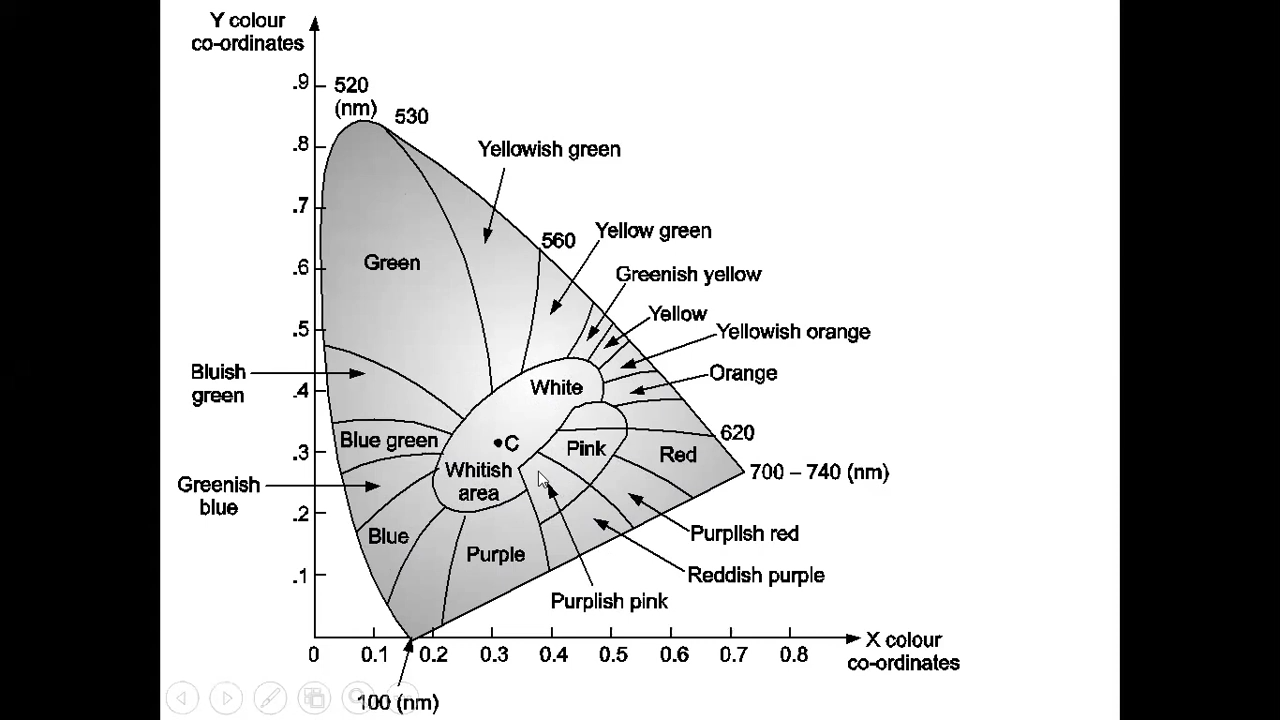 Y colour
co-ordinates
.9
520
(nm)
530
.8
Yellowish green
.7
Yellow green
560
Green
.6
Greenish yellow
Yellow
.5
Yellowish orange
Bluish
green
Orange
.4
White
620
Blue green
C
.3
Pink
Red
Whitish
area
700 – 740 (nm)
Greenish
blue
.2
Blue
Purplish red
Purple
.1
Reddish purple
Purplish pink
X colour
co-ordinates
0 0.1 0.2 0.3 0.4 0.5 0.6 0.7 0.8
100 (nm)